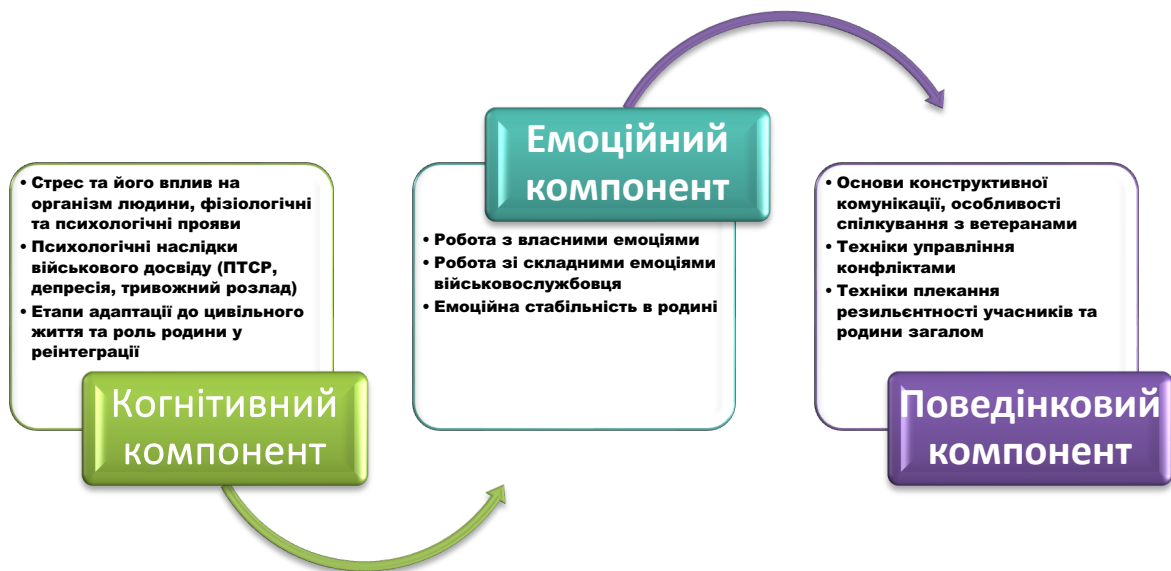 • Стрес та його вплив на
організм людини, фізіологічні
та психологічні прояви
• Психологічні наслідки
військового досвіду (ПТСР,
депресія, тривожний розлад)
• Етапи адаптації до цивільного
життя та роль родини у
реінтеграції
Когнітивний
компонент
Емоційний
компонент
• Робота з власними емоціями
• Робота зі складними емоціями
військовослужбовця
• Емоційна стабільність в родині
• Основи конструктивної
комунікації, особливості
спілкування з ветеранами
• Техніки управління
конфліктами
• Техніки плекання
резильєнтності учасників та
родини загалом
Поведінковий
компонент